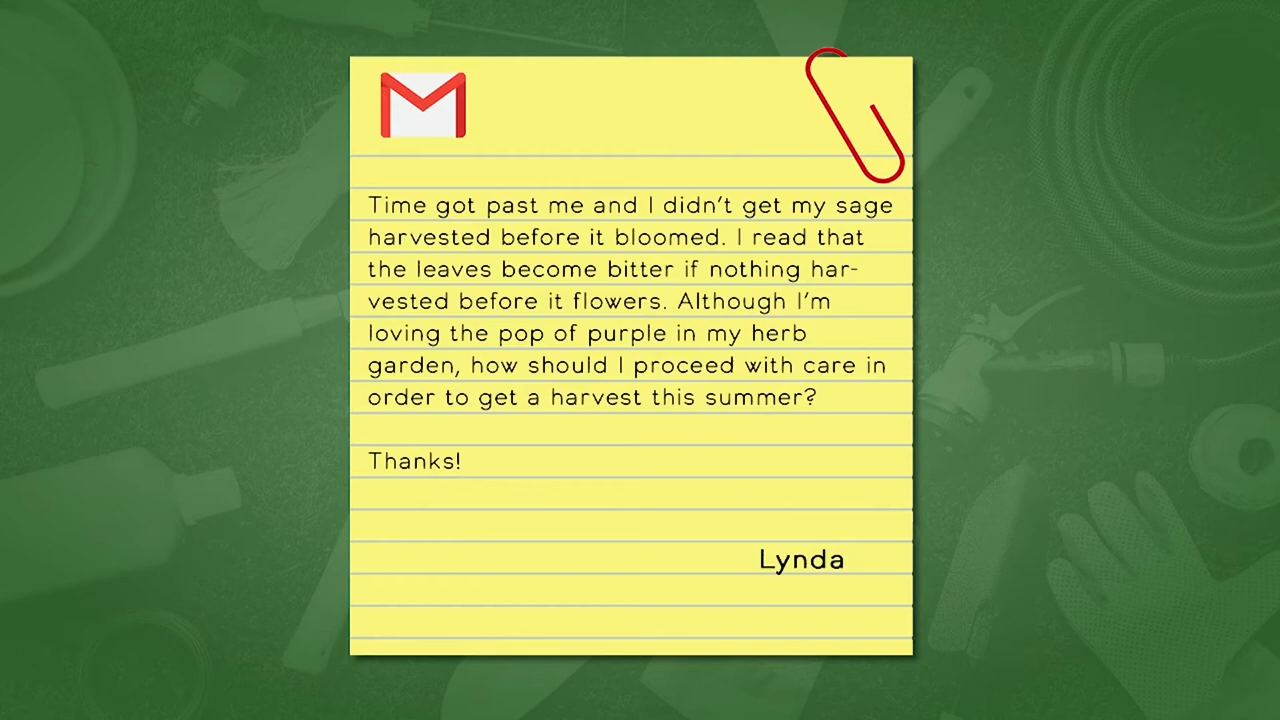 Time got past me and I didn't get my sage
harvested before it bloomed. I read that
the leaves become bitter if nothing har-
vested before it flowers. Although I'm
loving the pop of purple in my herb
garden, how should I proceed with care in
order to get a harvest this summer?
Thanks!
Lynda